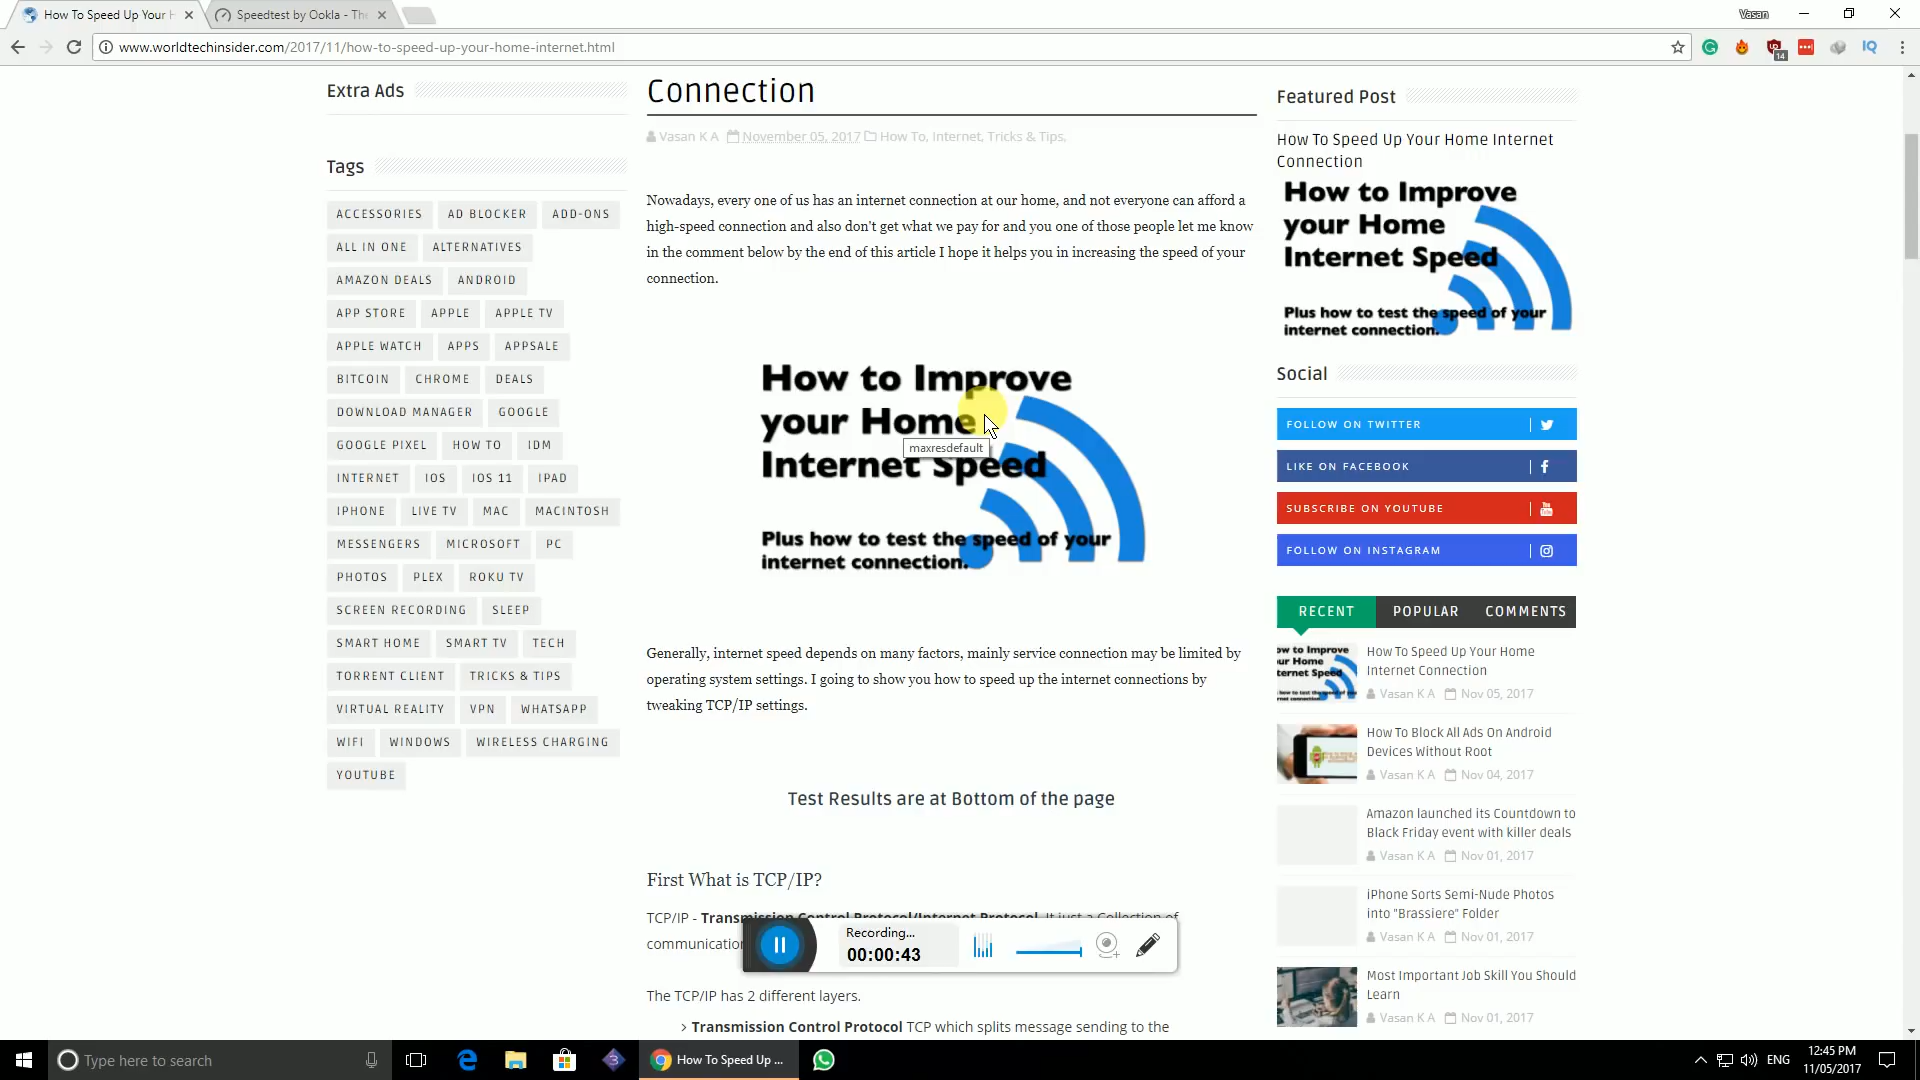 How To Speed Up Your H
Speedtest by Ookla - The
Vasan
www.worldtechinsider.com/2017/11/how-to-speed-up-your-home-internet.html
14
IQ
Extra Ads
Tags
ACCESSORIES AD BLOCKER ADD-ONS
ALL IN ONE ALTERNATIVES
AMAZON DEALS ANDROID
APP STORE APPLE APPLE TV
APPLE WATCH APPS APPSALE
BITCOIN CHROME DEALS
DOWNLOAD MANAGER GOOGLE
GOOGLE PIXEL HOW TO IDM
INTERNET IOS IOS 11 IPAD
IPHONE LIVE TV MAC MACINTOSH
MESSENGERS MICROSOFT PC
PHOTOS PLEX ROKU TV
SCREEN RECORDING SLEEP
SMART HOME SMART TV TECH
TORRENT CLIENT TRICKS & TIPS
VIRTUAL REALITY VPN WHATSAPP
WIFI WINDOWS WIRELESS CHARGING
YOUTUBE
Connection
Vasan K A November 05, 2017 How To, Internet, Tricks & Tips,
Nowadays, every one of us has an internet connection at our home, and not everyone can afford a
high-speed connection and also don't get what we pay for and you one of those people let me know
in the comment below by the end of this article I hope it helps you in increasing the speed of your
connection.
How to Improve
your Home
Internet Speed
maxresdefault
Plus how to test the speed of your
internet connection.
Generally, internet speed depends on many factors, mainly service connection may be limited by
operating system settings. I going to show you how to speed up the internet connections by
tweaking TCP/IP settings.
Test Results are at Bottom of the page
First What is TCP/IP?
TCP/IP - Transmission Control Protocol/Internet Protocol. It just a Collection of
communication
Recording...
00:00:43
The TCP/IP has 2 different layers.
> Transmission Control Protocol TCP which splits message sending to the
Featured Post
How To Speed Up Your Home Internet
Connection
How to Improve
your Home
Internet Speed
Plus how to test the speed of your
internet connection.
Social
FOLLOW ON TWITTER
LIKE ON FACEBOOK
SUBSCRIBE ON YOUTUBE
FOLLOW ON INSTAGRAM
RECENT POPULAR COMMENTS
How To Speed Up Your Home
Internet Connection
Vasan K A Nov 05, 2017
How To Block All Ads On Android
Devices Without Root
Vasan K A Nov 04, 2017
Amazon launched its Countdown to
Black Friday event with killer deals
Vasan K A Nov 01, 2017
iPhone Sorts Semi-Nude Photos
into "Brassiere" Folder
Vasan K A Nov 01, 2017
Most Important Job Skill You Should
Learn
Vasan K A Nov 01, 2017
Type here to search
How To Speed Up ...
ENG
12:45 PM
11/05/2017